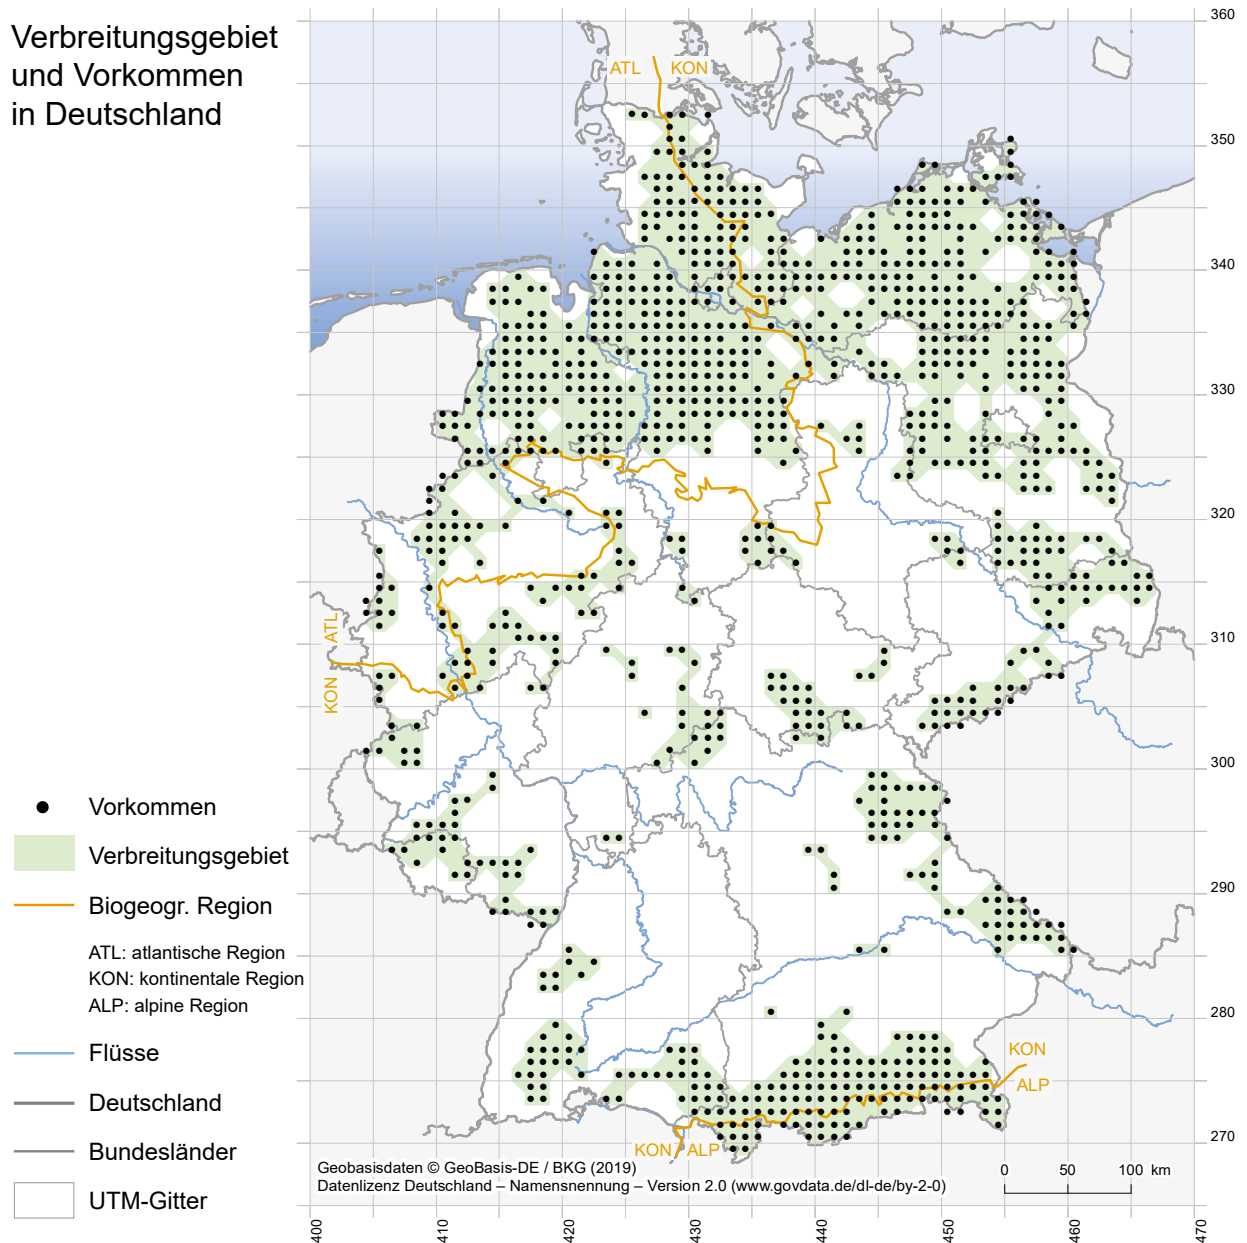 Verbreitungsgebiet
und Vorkommen
in Deutschland
ATL KON
360
350
340
330
320
310
300
290
280
270
ATL
KON
Vorkommen
Verbreitungsgebiet
Biogeogr. Region
ATL: atlantische Region
KON: kontinentale Region
ALP: alpine Region
Flüsse
Deutschland
Bundesländer
UTM-Gitter
KON
ALP
KON ALP
Geobasisdaten © GeoBasis-DE / BKG (2019)
Datenlizenz Deutschland – Namensnennung – Version 2.0 (www.govdata.de/dl-de/by-2-0)
0 50 100 km
400 410 420 430 440 450 460 470